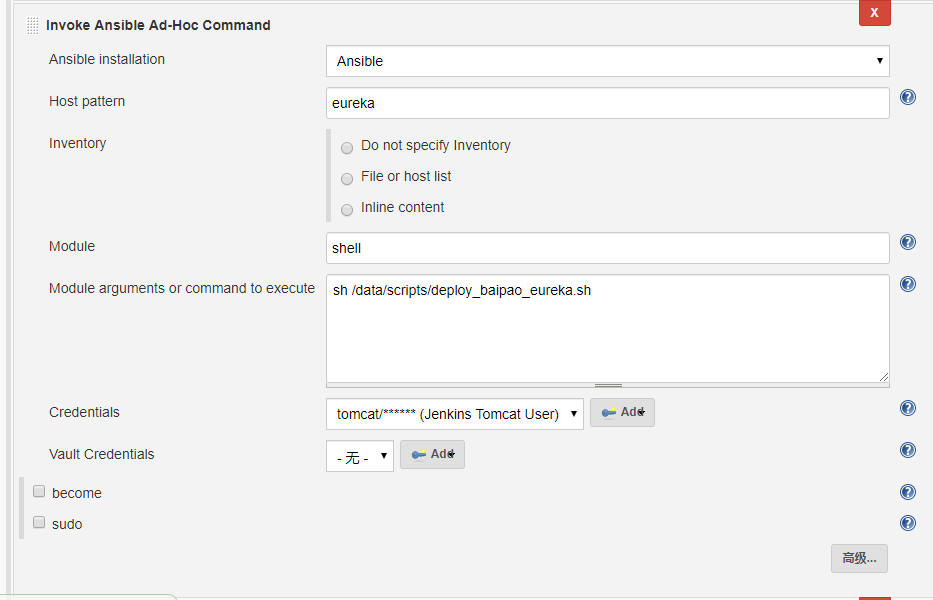 X
Invoke Ansible Ad-Hoc Command
Ansible installation
Ansible
Host pattern
eureka
Inventory
Do not specify Inventory
File or host list
Inline content
Module
shell
Module arguments or command to execute
sh /data/scripts/deploy_baipao_eureka.sh
Credentials
tomcat/****** (Jenkins Tomcat User)
Add
Vault Credentials
- 无 -
Add
become
sudo
高级...